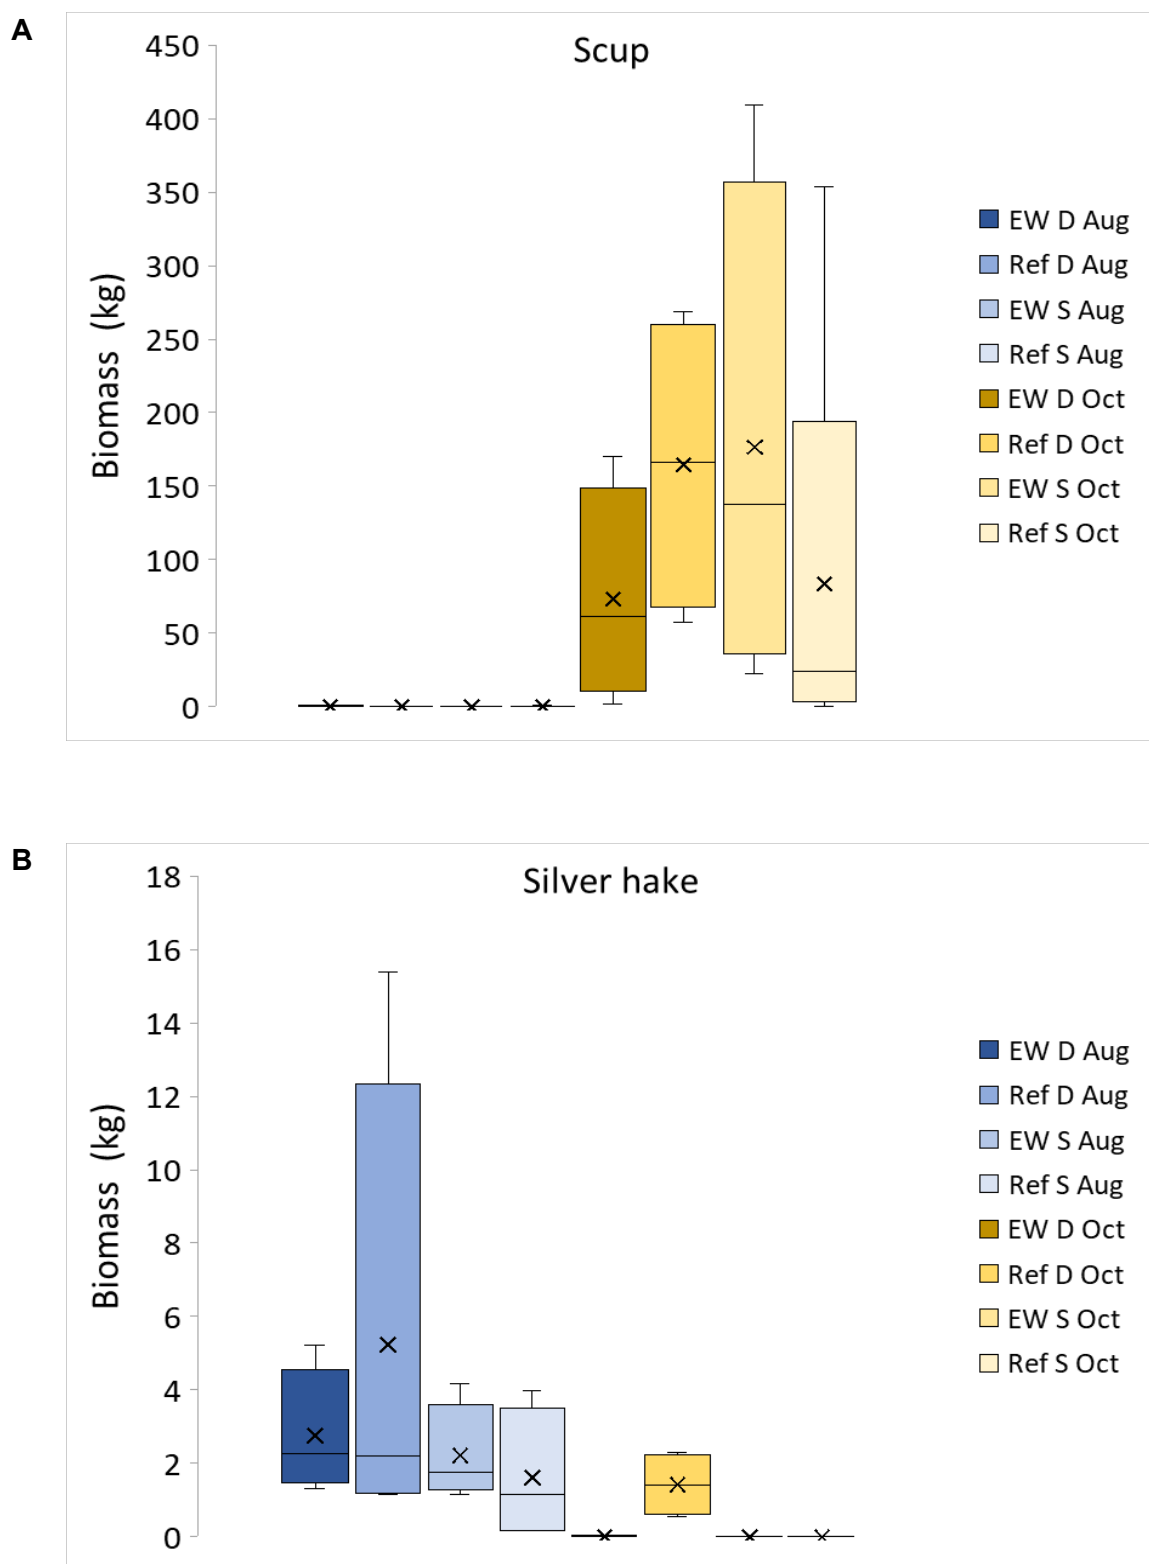 A
Scup
450
400
350
300
250
200
150
100
50
0
Biomass (kg)
EW D Aug
Ref D Aug
EW S Aug
Ref S Aug
EW D Oct
Ref D Oct
EW S Oct
Ref S Oct
B
Silver hake
18
16
14
12
10
8
6
4
2
0
Biomass (kg)
EW D Aug
Ref D Aug
EW S Aug
Ref S Aug
EW D Oct
Ref D Oct
EW S Oct
Ref S Oct